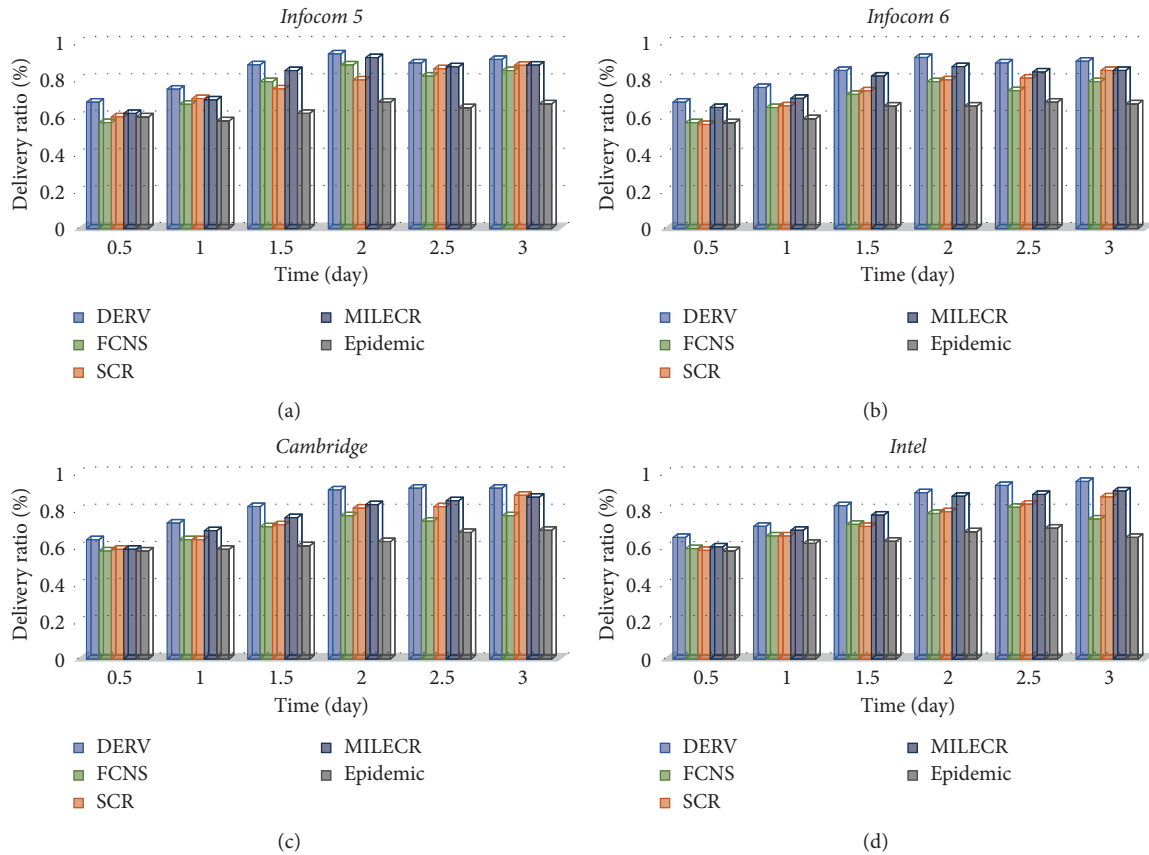 Infocom 5
Delivery ratio (%)
1
0.8
0.6
0.4
0.2
0
0.5 1 1.5 2 2.5 3
Time (day)
DERV MILECR
FCNS Epidemic
SCR
(a)
Infocom 6
Delivery ratio (%)
1
0.8
0.6
0.4
0.2
0
0.5 1 1.5 2 2.5 3
Time (day)
DERV MILECR
FCNS Epidemic
SCR
(b)
Cambridge
Delivery ratio (%)
1
0.8
0.6
0.4
0.2
0
0.5 1 1.5 2 2.5 3
Time (day)
DERV MILECR
FCNS Epidemic
SCR
(c)
Intel
Delivery ratio (%)
1
0.8
0.6
0.4
0.2
0
0.5 1 1.5 2 2.5 3
Time (day)
DERV MILECR
FCNS Epidemic
SCR
(d)